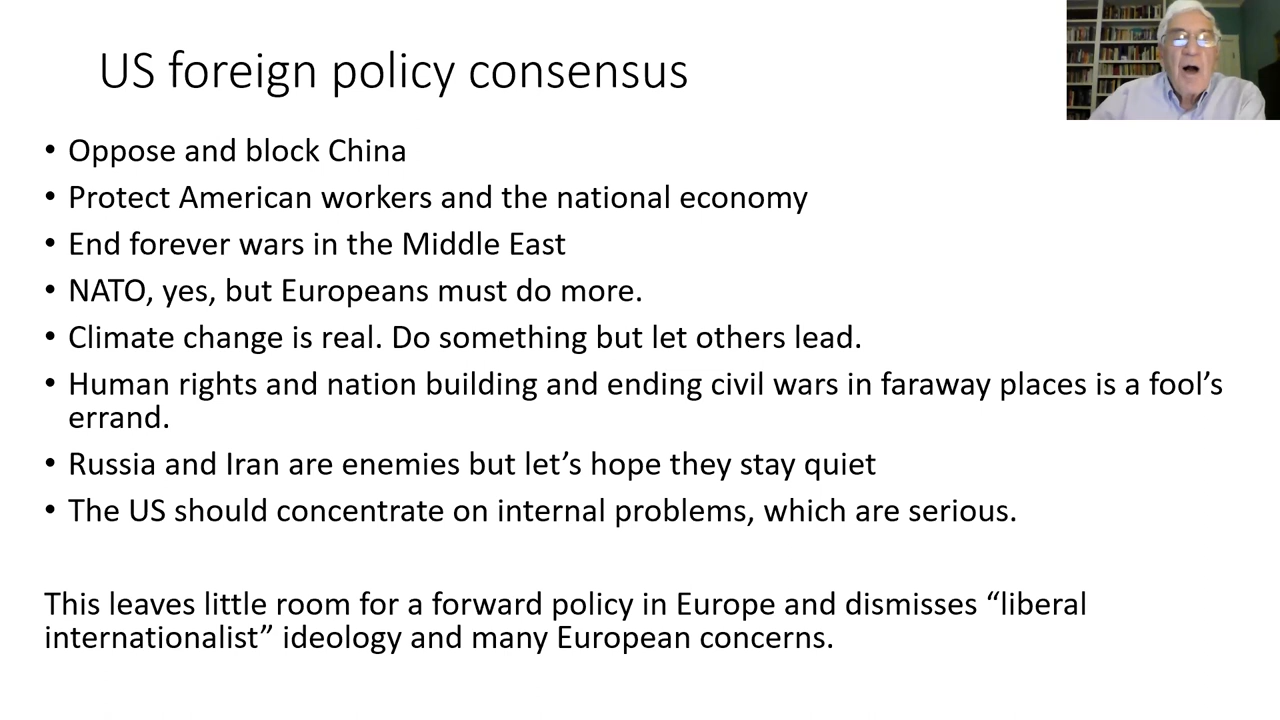 US foreign policy consensus
• Oppose and block China
• Protect American workers and the national economy
• End forever wars in the Middle East
• NATO, yes, but Europeans must do more.
• Climate change is real. Do something but let others lead.
• Human rights and nation building and ending civil wars in faraway places is a fool’s
errand.
• Russia and Iran are enemies but let’s hope they stay quiet
• The US should concentrate on internal problems, which are serious.
This leaves little room for a forward policy in Europe and dismisses “liberal
internationalist” ideology and many European concerns.